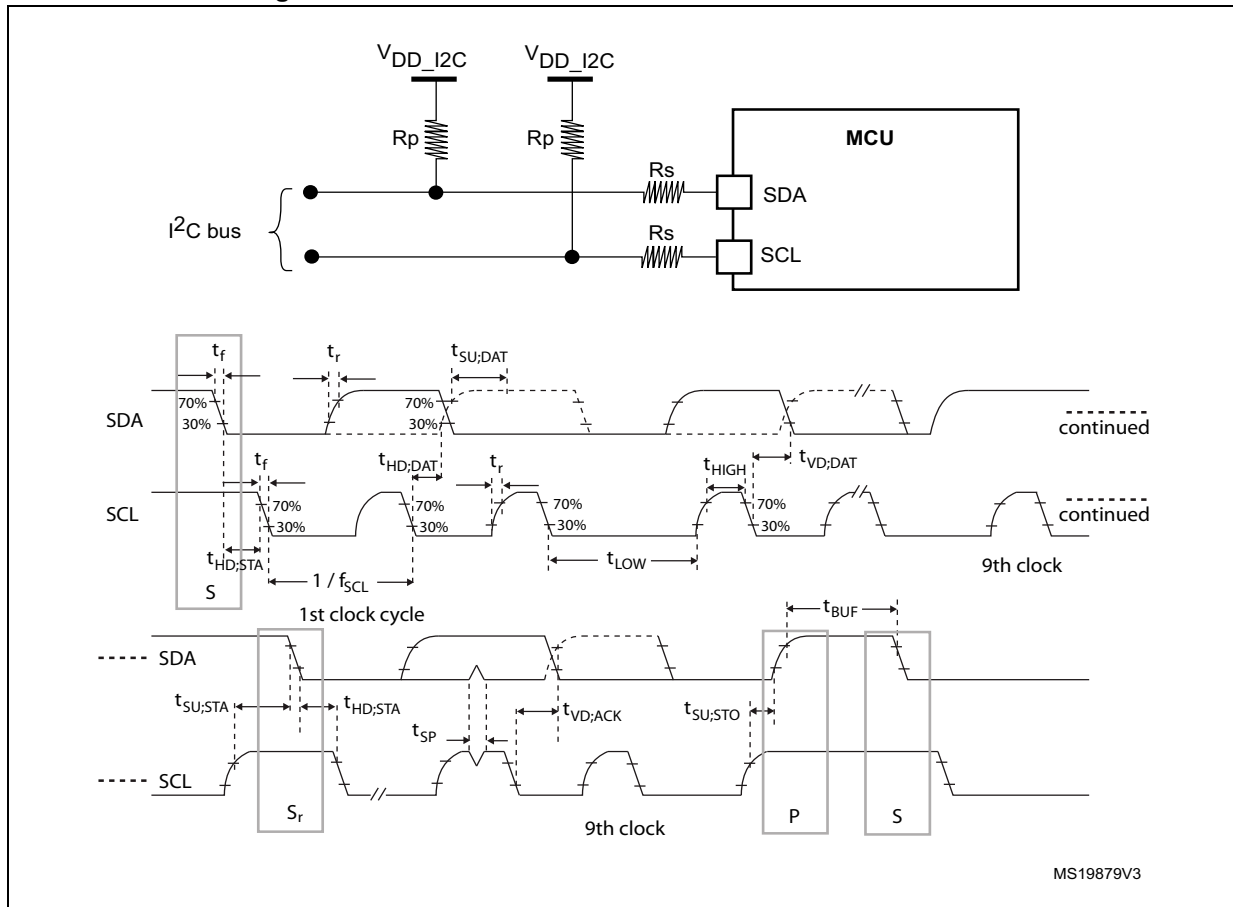 VDD_I2C VDD_I2C
Rp Rp
MCU
Rs
SDA
I2C bus
Rs
SCL
tf tr tSU;DAT
70% 70%
SDA
30% 30%
continued
tf tHD;DAT tr tHIGH tVD;DAT
SCL
70% 70% 70%
30% 30% 30% 30%
continued
tHD;STA tLOW 9th clock
S 1 / fSCL
1st clock cycle
tBUF
SDA
tSU;STA tHD;STA tVD;ACK tSU;STO
tSP
SCL
Sr 9th clock P S
MS19879V3